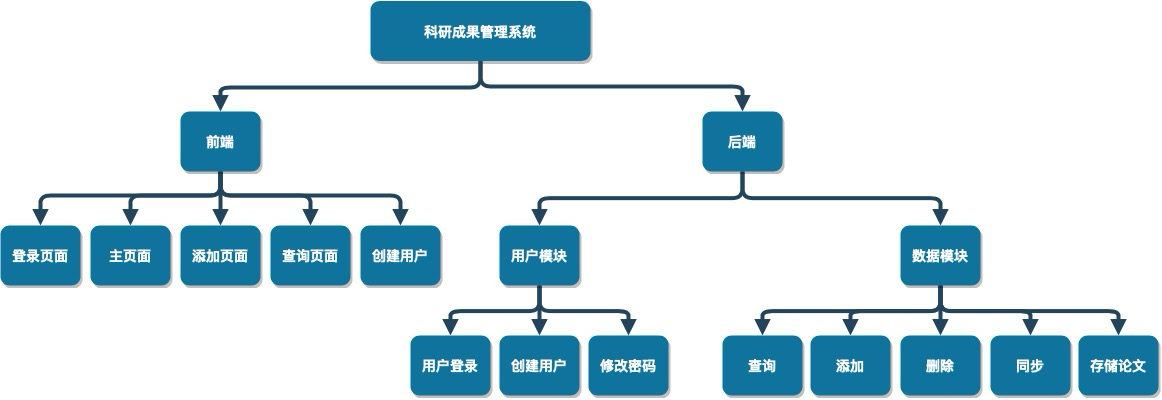 科研成果管理系统
前端
后端
登录页面
主页面
添加页面
查询页面
创建用户
用户模块
数据模块
用户登录
创建用户
修改密码
查询
添加
删除
同步
存储论文